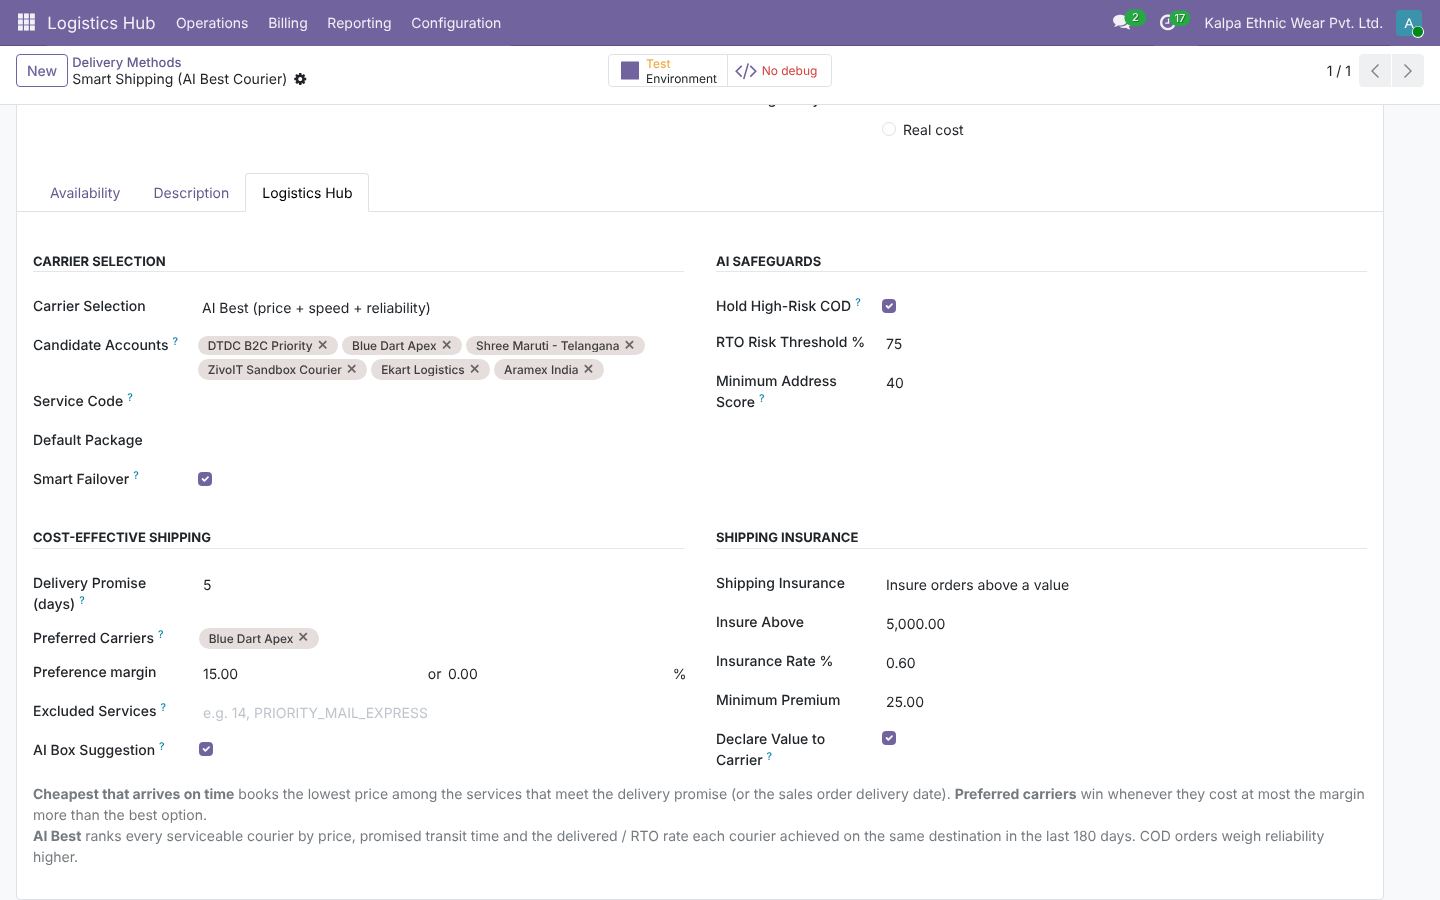 Logistics Hub Operations Billing Reporting Configuration 2 17 Kalpa Ethnic Wear Pvt. Ltd. A
New Delivery Methods
Smart Shipping (AI Best Courier)
Test Environment
No debug
1 / 1
Real cost
Availability Description Logistics Hub
CARRIER SELECTION
Carrier Selection AI Best (price + speed + reliability)
Candidate Accounts ? DTDC B2C Priority ✕ Blue Dart Apex ✕ Shree Maruti - Telangana ✕
ZivoIT Sandbox Courier ✕ Ekart Logistics ✕ Aramex India ✕
Service Code ?
Default Package
Smart Failover ?
AI SAFEGUARDS
Hold High-Risk COD ?
RTO Risk Threshold % 75
Minimum Address
Score ? 40
COST-EFFECTIVE SHIPPING
Delivery Promise
(days) ? 5
Preferred Carriers ? Blue Dart Apex ✕
Preference margin 15.00 or 0.00 %
Excluded Services ? e.g. 14, PRIORITY_MAIL_EXPRESS
AI Box Suggestion ?
SHIPPING INSURANCE
Shipping Insurance Insure orders above a value
Insure Above 5,000.00
Insurance Rate % 0.60
Minimum Premium 25.00
Declare Value to
Carrier ?
Cheapest that arrives on time books the lowest price among the services that meet the delivery promise (or the sales order delivery date). Preferred carriers win whenever they cost at most the margin
more than the best option.
AI Best ranks every serviceable courier by price, promised transit time and the delivered / RTO rate each courier achieved on the same destination in the last 180 days. COD orders weigh reliability
higher.